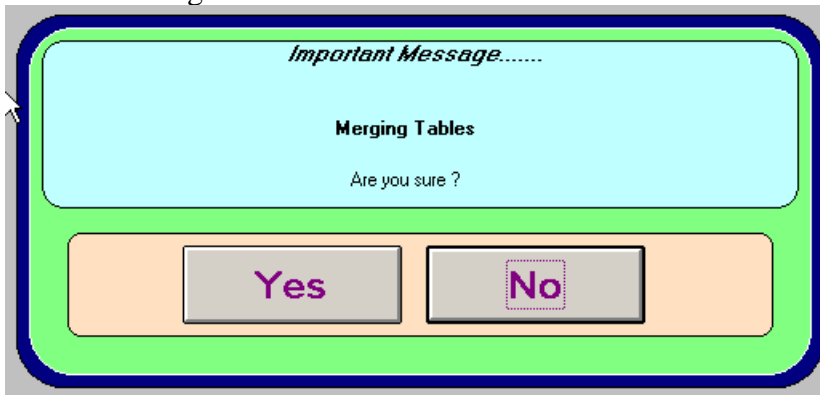 Important Message.......
Merging Tables
Are you sure ?
Yes No